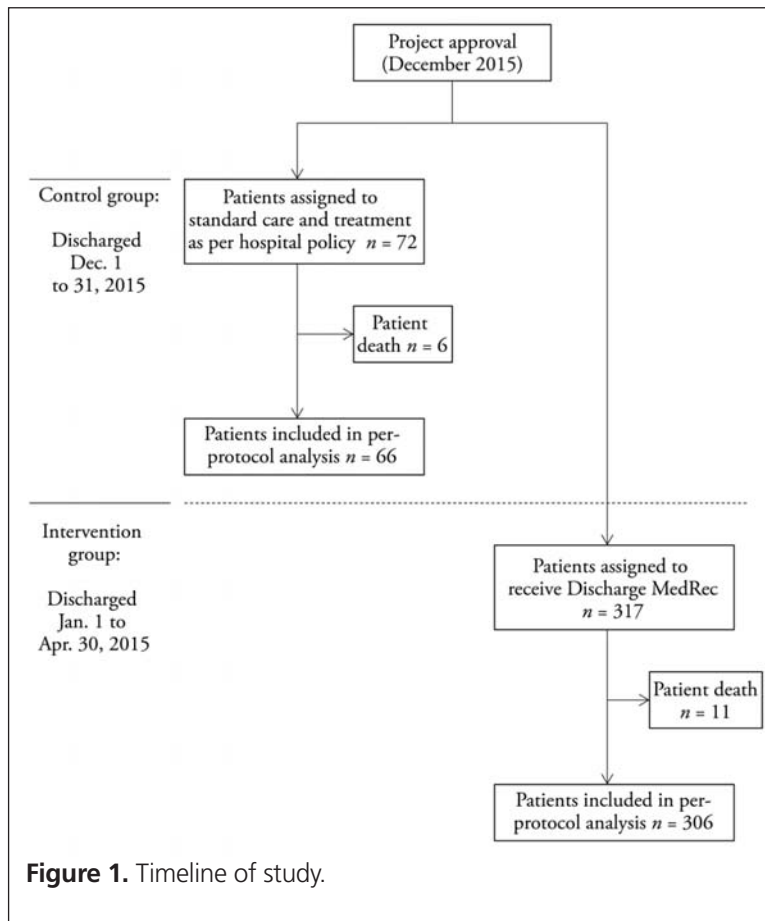 Project approval
(December 2015)
Control group:
Discharged
Dec. 1
to 31, 2015
Patients assigned to
standard care and treatment
as per hospital policy n = 72
Patient
death n = 6
Patients included in per-
protocol analysis n = 66
Intervention
group:
Discharged
Jan. 1 to
Apr. 30, 2015
Patients assigned to
receive Discharge MedRec
n = 317
Patient death
n = 11
Patients included in per-
protocol analysis n = 306
Figure 1. Timeline of study.